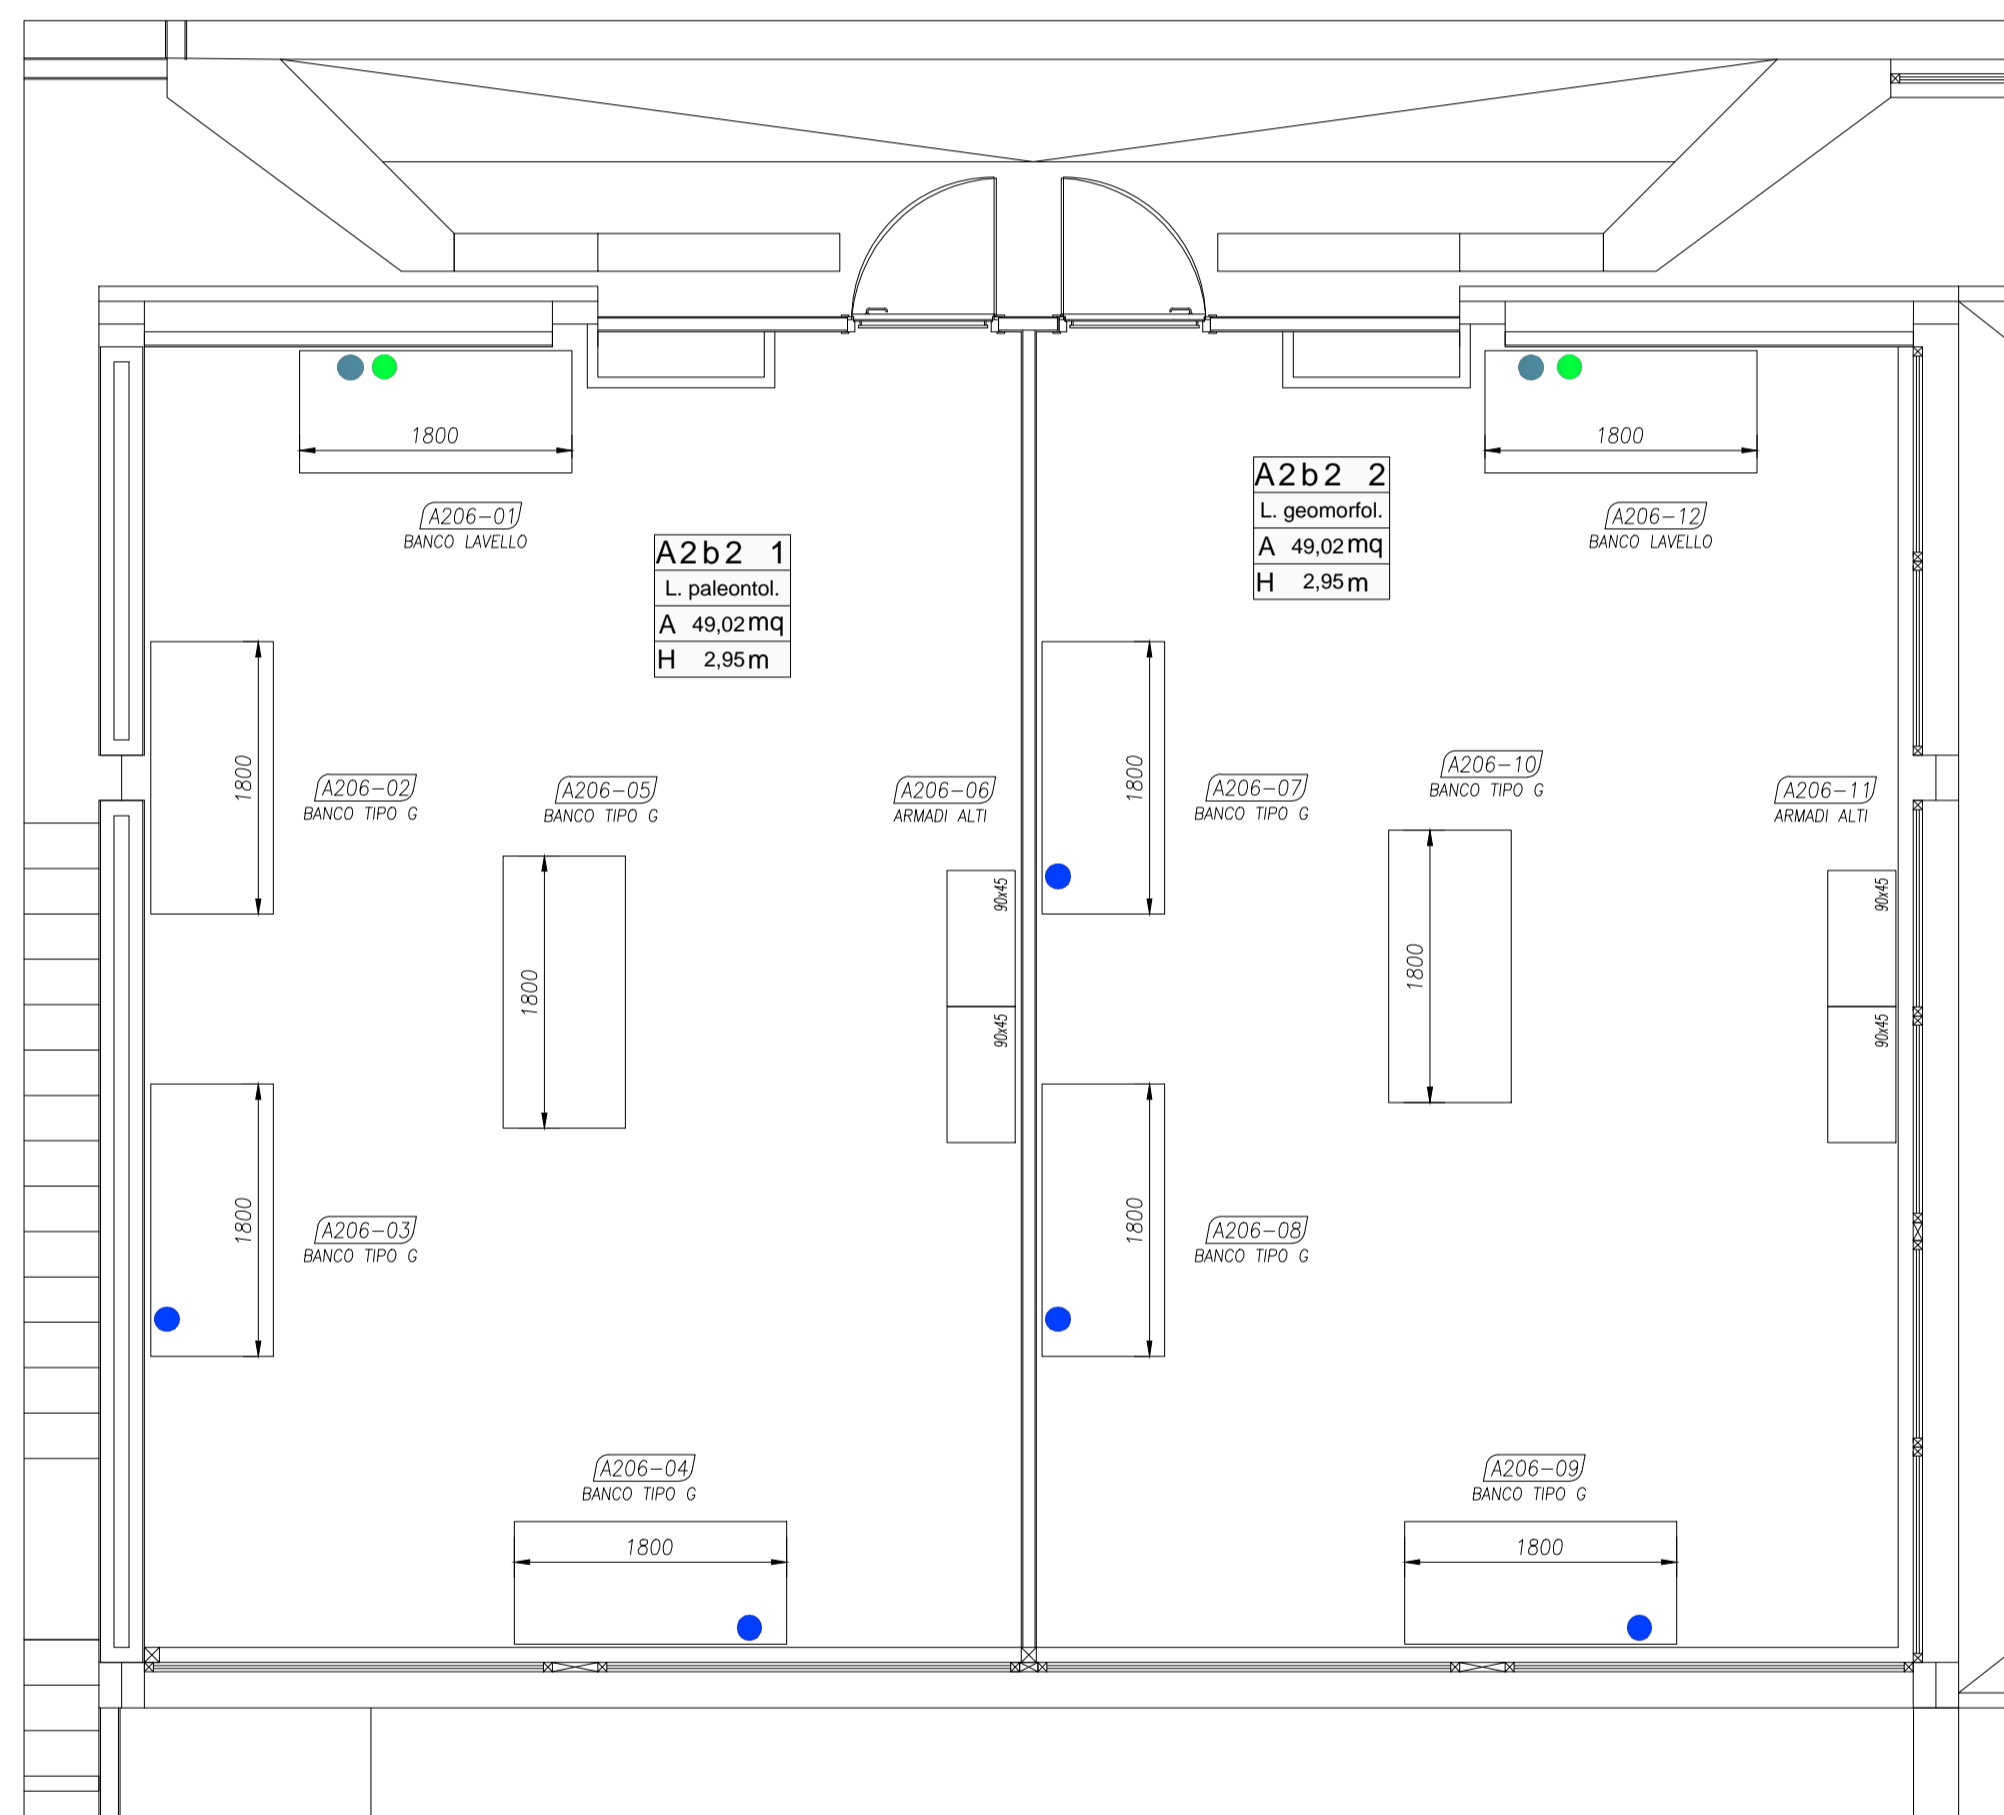 1800
A206-01
BANCO LAVELLO
A2b2 1
L. paleontol.
A 49,02 mq
H 2,95 m
1800
A206-02
BANCO TIPO G
A206-05
BANCO TIPO G
1800
A206-06
ARMADI ALTI
90x45
90x45
1800
A206-03
BANCO TIPO G
A206-04
BANCO TIPO G
1800
1800
A206-12
BANCO LAVELLO
A2b2 2
L. geomorfol.
A 49,02 mq
H 2,95 m
1800
A206-07
BANCO TIPO G
A206-10
BANCO TIPO G
1800
A206-11
ARMADI ALTI
90x45
90x45
1800
A206-08
BANCO TIPO G
A206-09
BANCO TIPO G
1800